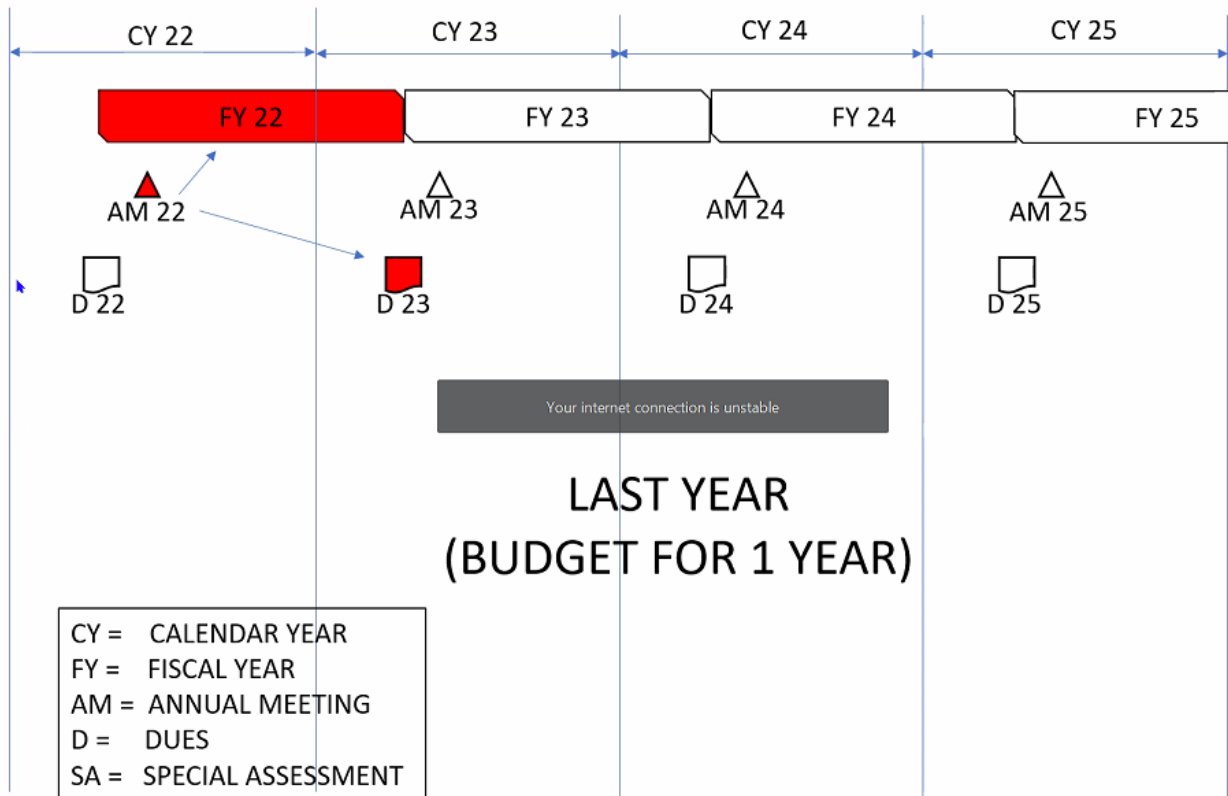 CY 22
CY 23
CY 24
CY 25
FY 22
FY 23
FY 24
FY 25
AM 22
AM 23
AM 24
AM 25
D 22
D 23
D 24
D 25
Your internet connection is unstable
LAST YEAR
(BUDGET FOR 1 YEAR)
CY = CALENDAR YEAR
FY = FISCAL YEAR
AM = ANNUAL MEETING
D = DUES
SA = SPECIAL ASSESSMENT